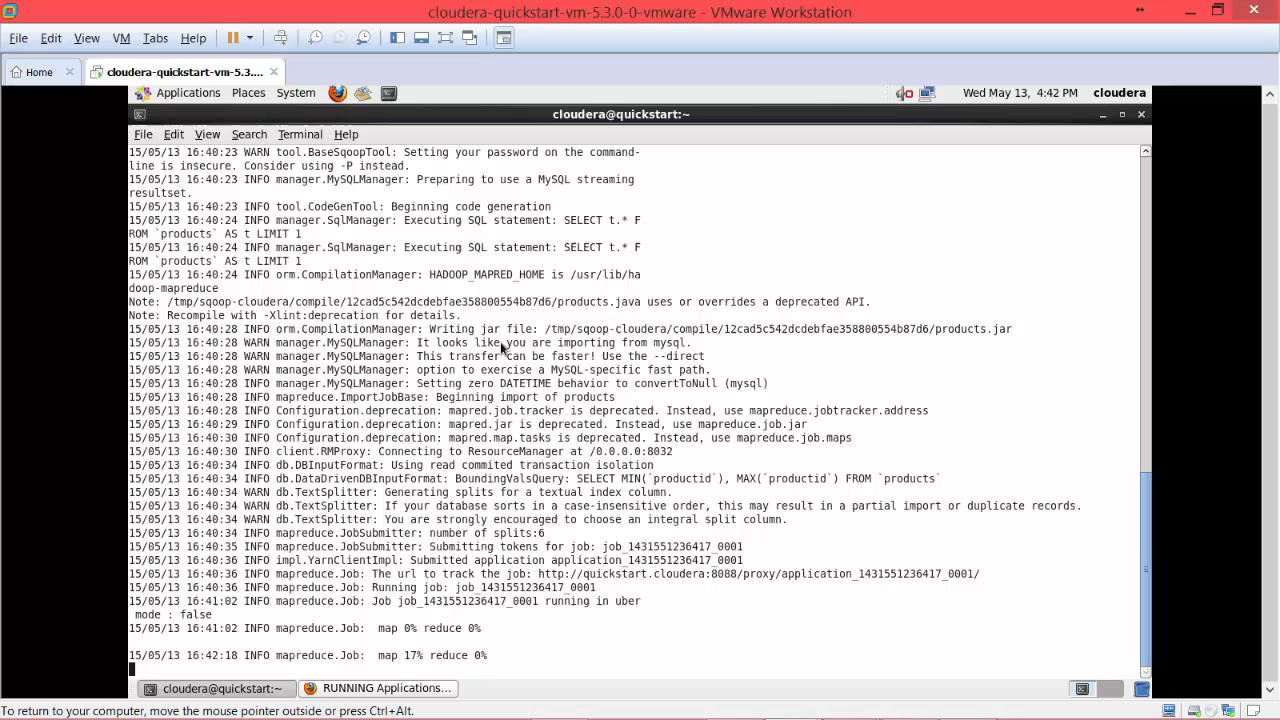 cloudera-quickstart-vm-5.3.0-0-vmware - VMware Workstation
File Edit View VM Tabs Help
Home cloudera-quickstart-vm-5.3....
Applications Places System Wed May 13, 4:42 PM cloudera
cloudera@quickstart:~
File Edit View Search Terminal Help
15/05/13 16:40:23 WARN tool.BaseSqoopTool: Setting your password on the command-
line is insecure. Consider using -P instead.
15/05/13 16:40:23 INFO manager.MySQLManager: Preparing to use a MySQL streaming
resultset.
15/05/13 16:40:23 INFO tool.CodeGenTool: Beginning code generation
15/05/13 16:40:24 INFO manager.SqlManager: Executing SQL statement: SELECT t.* F
ROM `products` AS t LIMIT 1
15/05/13 16:40:24 INFO manager.SqlManager: Executing SQL statement: SELECT t.* F
ROM `products` AS t LIMIT 1
15/05/13 16:40:24 INFO orm.CompilationManager: HADOOP_MAPRED_HOME is /usr/lib/ha
doop-mapreduce
Note: /tmp/sqoop-cloudera/compile/12cad5c542dcdebfae358800554b87d6/products.java uses or overrides a deprecated API.
Note: Recompile with -Xlint:deprecation for details.
15/05/13 16:40:28 INFO orm.CompilationManager: Writing jar file: /tmp/sqoop-cloudera/compile/12cad5c542dcdebfae358800554b87d6/products.jar
15/05/13 16:40:28 WARN manager.MySQLManager: It looks like you are importing from mysql.
15/05/13 16:40:28 WARN manager.MySQLManager: This transfer can be faster! Use the --direct
15/05/13 16:40:28 WARN manager.MySQLManager: option to exercise a MySQL-specific fast path.
15/05/13 16:40:28 INFO manager.MySQLManager: Setting zero DATETIME behavior to convertToNull (mysql)
15/05/13 16:40:28 INFO mapreduce.ImportJobBase: Beginning import of products
15/05/13 16:40:28 INFO Configuration.deprecation: mapred.job.tracker is deprecated. Instead, use mapreduce.jobtracker.address
15/05/13 16:40:29 INFO Configuration.deprecation: mapred.jar is deprecated. Instead, use mapreduce.job.jar
15/05/13 16:40:30 INFO Configuration.deprecation: mapred.map.tasks is deprecated. Instead, use mapreduce.job.maps
15/05/13 16:40:30 INFO client.RMProxy: Connecting to ResourceManager at /0.0.0.0:8032
15/05/13 16:40:34 INFO db.DBInputFormat: Using read commited transaction isolation
15/05/13 16:40:34 INFO db.DataDrivenDBInputFormat: BoundingValsQuery: SELECT MIN(`productid`), MAX(`productid`) FROM `products`
15/05/13 16:40:34 WARN db.TextSplitter: Generating splits for a textual index column.
15/05/13 16:40:34 WARN db.TextSplitter: If your database sorts in a case-insensitive order, this may result in a partial import or duplicate records.
15/05/13 16:40:34 WARN db.TextSplitter: You are strongly encouraged to choose an integral split column.
15/05/13 16:40:34 INFO mapreduce.JobSubmitter: number of splits:6
15/05/13 16:40:35 INFO mapreduce.JobSubmitter: Submitting tokens for job: job_1431551236417_0001
15/05/13 16:40:36 INFO impl.YarnClientImpl: Submitted application application_1431551236417_0001
15/05/13 16:40:36 INFO mapreduce.Job: The url to track the job: http://quickstart.cloudera:8088/proxy/application_1431551236417_0001/
15/05/13 16:40:36 INFO mapreduce.Job: Running job: job_1431551236417_0001
15/05/13 16:41:02 INFO mapreduce.Job: Job job_1431551236417_0001 running in uber
mode : false
15/05/13 16:41:02 INFO mapreduce.Job:  map 0% reduce 0%
15/05/13 16:42:18 INFO mapreduce.Job:  map 17% reduce 0%
cloudera@quickstart:~ RUNNING Applications...
To return to your computer, move the mouse pointer outside or press Ctrl+Alt.